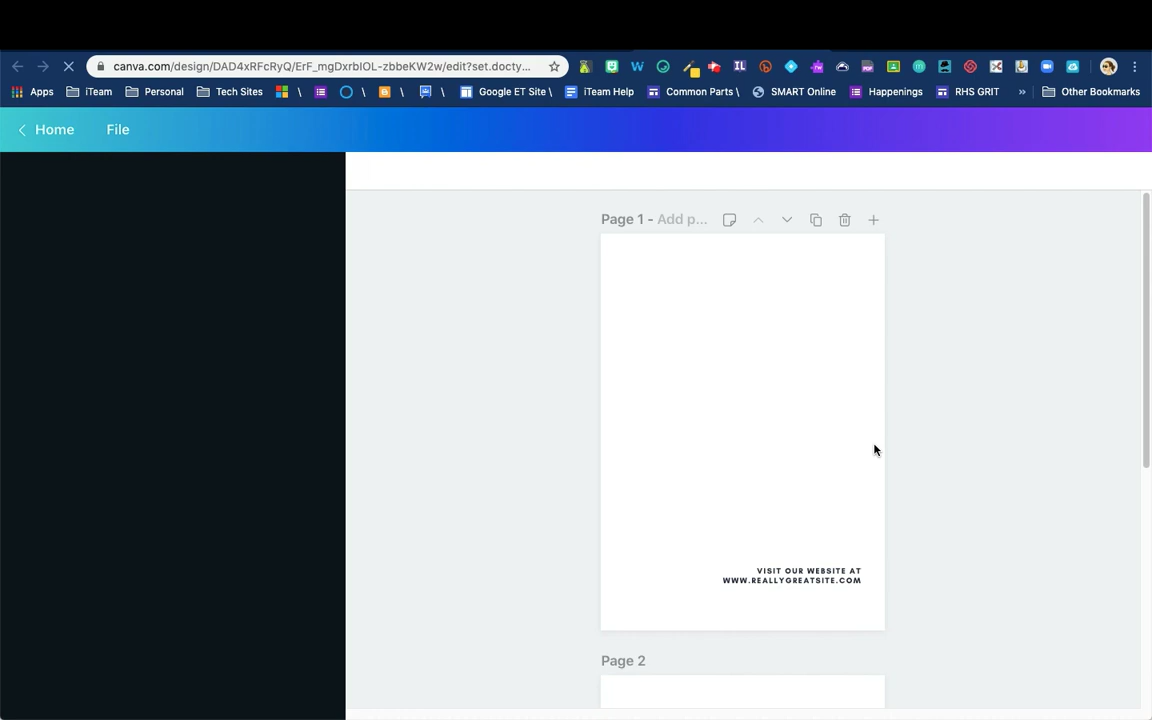 canva.com/design/DAD4xRFcRyQ/ErF_mgDxrbIOL-zbbeKW2w/edit?set.docty...
Apps iTeam Personal Tech Sites \ \ \ \ Google ET Site \ iTeam Help Common Parts \ SMART Online Happenings RHS GRIT » Other Bookmarks
Home File
Page 1 - Add p...
VISIT OUR WEBSITE AT
WWW.REALLYGREATSITE.COM
Page 2